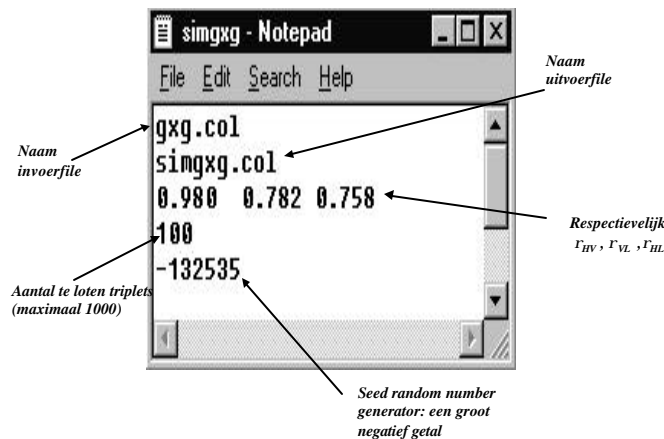 simgxg - Notepad
File Edit Search Help
gxg.col
simgxg.col
0.980 0.782 0.758
100
-132535
Naam
uitvoerfile
Naam
invoerfile
Respectievelijk
r_HV , r_VL , r_HL
Aantal te loten triplets
(maximaal 1000)
Seed random number
generator: een groot
negatief getal